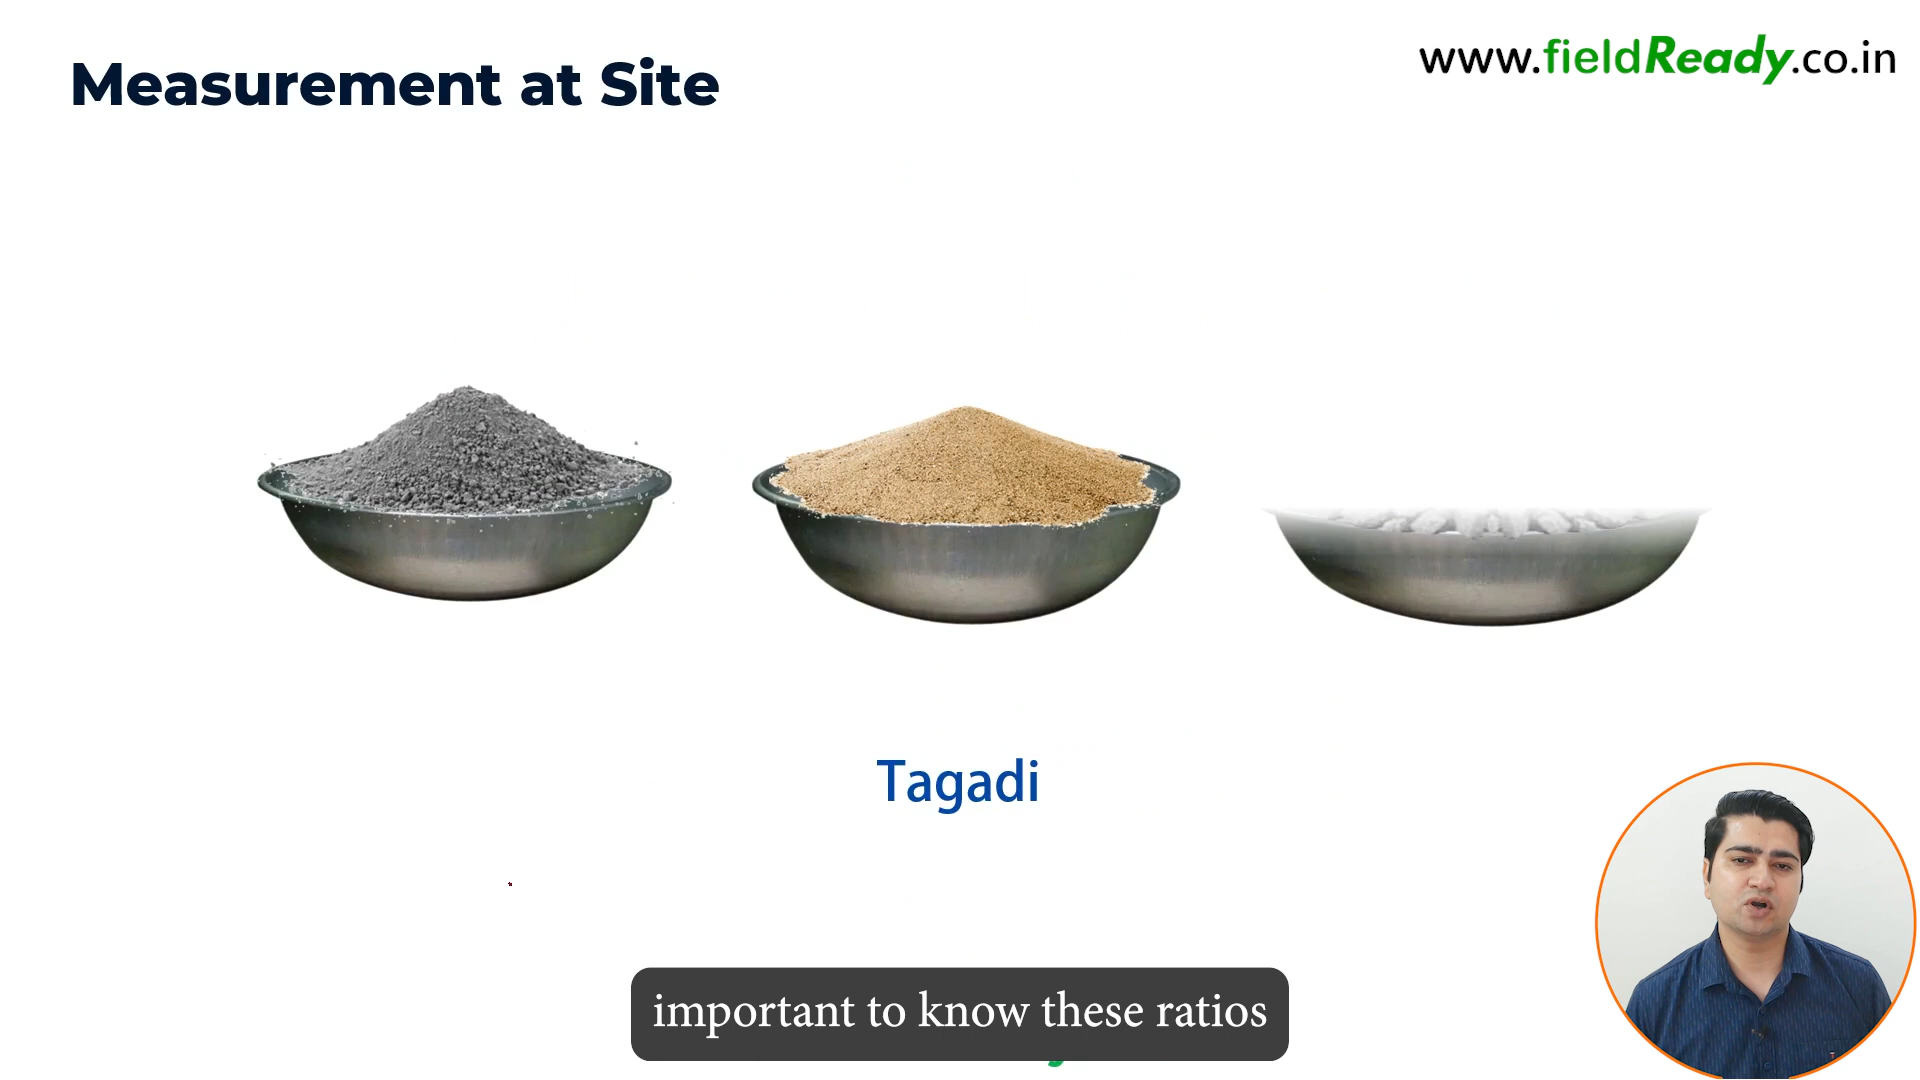 Measurement at Site
www.fieldReady.co.in
Tagadi
important to know these ratios